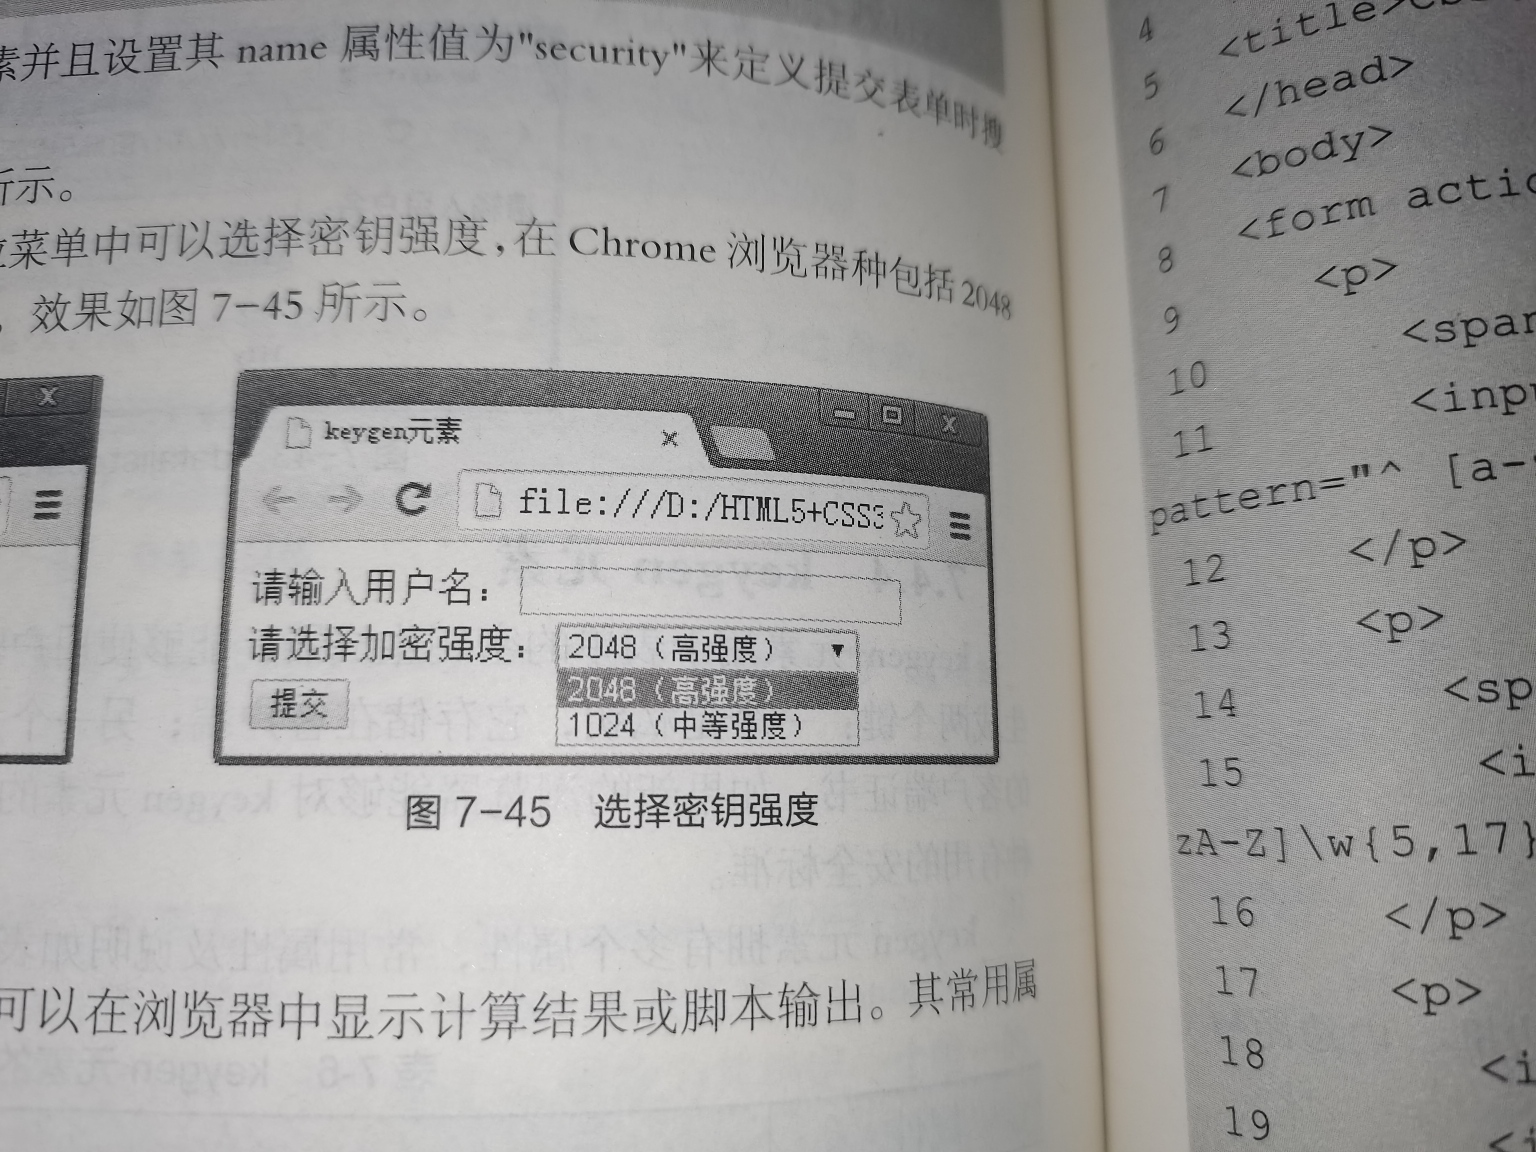 素并且设置其 name 属性值为"security"来定义提交表单时搜
所示。
菜单中可以选择密钥强度，在 Chrome 浏览器种包括 2048
，效果如图 7-45 所示。
keygen元素
file:///D:/HTML5+CSS3
请输入用户名：
请选择加密强度： 2048（高强度）
2048（高强度）
提交 1024（中等强度）
图 7-45 选择密钥强度
可以在浏览器中显示计算结果或脚本输出。其常用属
4 <title>
5 </head>
6 <body>
7 <form
8 <p>
9
10
11
pattern="^ [a-
12 </p>
13 <p>
14
15
zA-Z]\w{5,17}
16 </p>
17 <p>
18
19